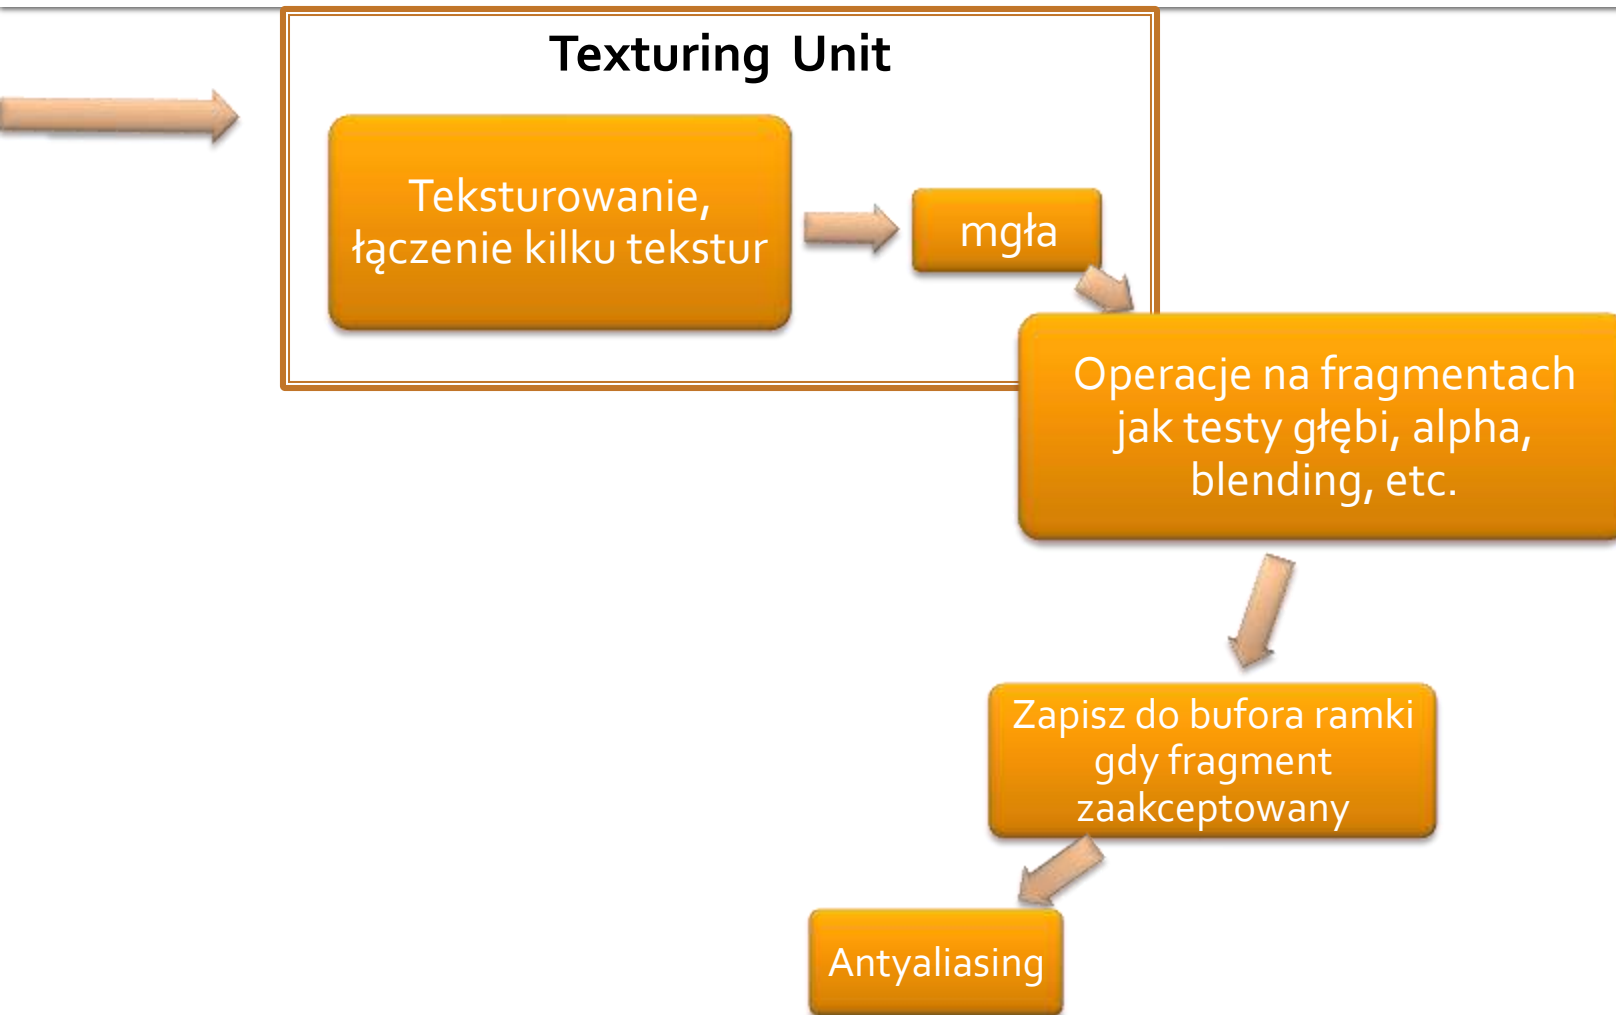 Texturing Unit
Teksturowanie,
łączenie kilku tekstur
mgła
Operacje na fragmentach
jak testy głębi, alpha,
blending, etc.
Zapisz do bufora ramki
gdy fragment
zaakceptowany
Antyaliasing